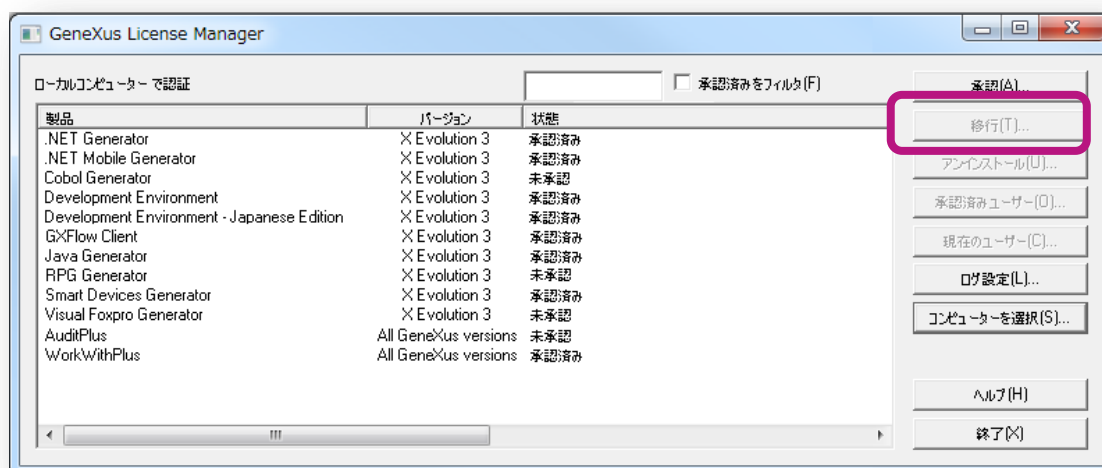 GeneXus License Manager
ローカルコンピューター で認証
承認済みをフィルタ(F)
承認(A)...
製品 バージョン 状態
移行(T)...
.NET Generator X Evolution 3 承認済み
.NET Mobile Generator X Evolution 3 承認済み
アンインストール(U)...
Cobol Generator X Evolution 3 未承認
Development Environment X Evolution 3 承認済み
承認済みユーザー(O)...
Development Environment - Japanese Edition X Evolution 3 承認済み
GXFlow Client X Evolution 3 承認済み
現在のユーザー(C)...
Java Generator X Evolution 3 承認済み
RPG Generator X Evolution 3 未承認
ログ設定(L)...
Smart Devices Generator X Evolution 3 承認済み
Visual Foxpro Generator X Evolution 3 未承認
コンピューターを選択(S)...
AuditPlus All GeneXus versions 未承認
WorkWithPlus All GeneXus versions 承認済み
ヘルプ(H)
終了(X)